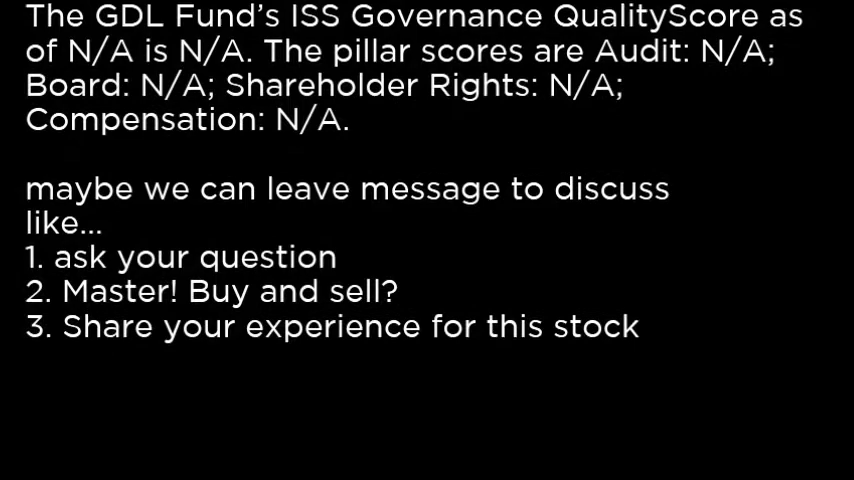 The GDL Fund’s ISS Governance QualityScore as
of N/A is N/A. The pillar scores are Audit: N/A;
Board: N/A; Shareholder Rights: N/A;
Compensation: N/A.
maybe we can leave message to discuss
like...
1. ask your question
2. Master! Buy and sell?
3. Share your experience for this stock